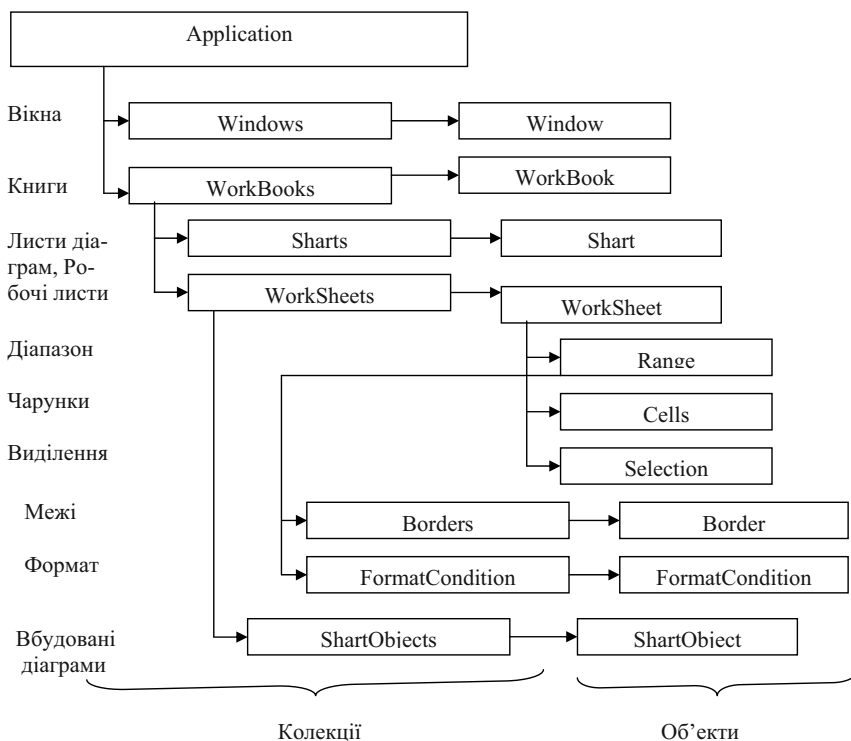 Application
Вікна
Windows
Window
Книги
WorkBooks
WorkBook
Листи діа-
грам, Ро-
бочі листи
Sharts
Shart
WorkSheets
WorkSheet
Діапазон
Range
Чарунки
Cells
Виділення
Selection
Межі
Borders
Border
Формат
FormatCondition
FormatCondition
Вбудовані
діаграми
ShartObjects
ShartObject
Колекції
Об’екти